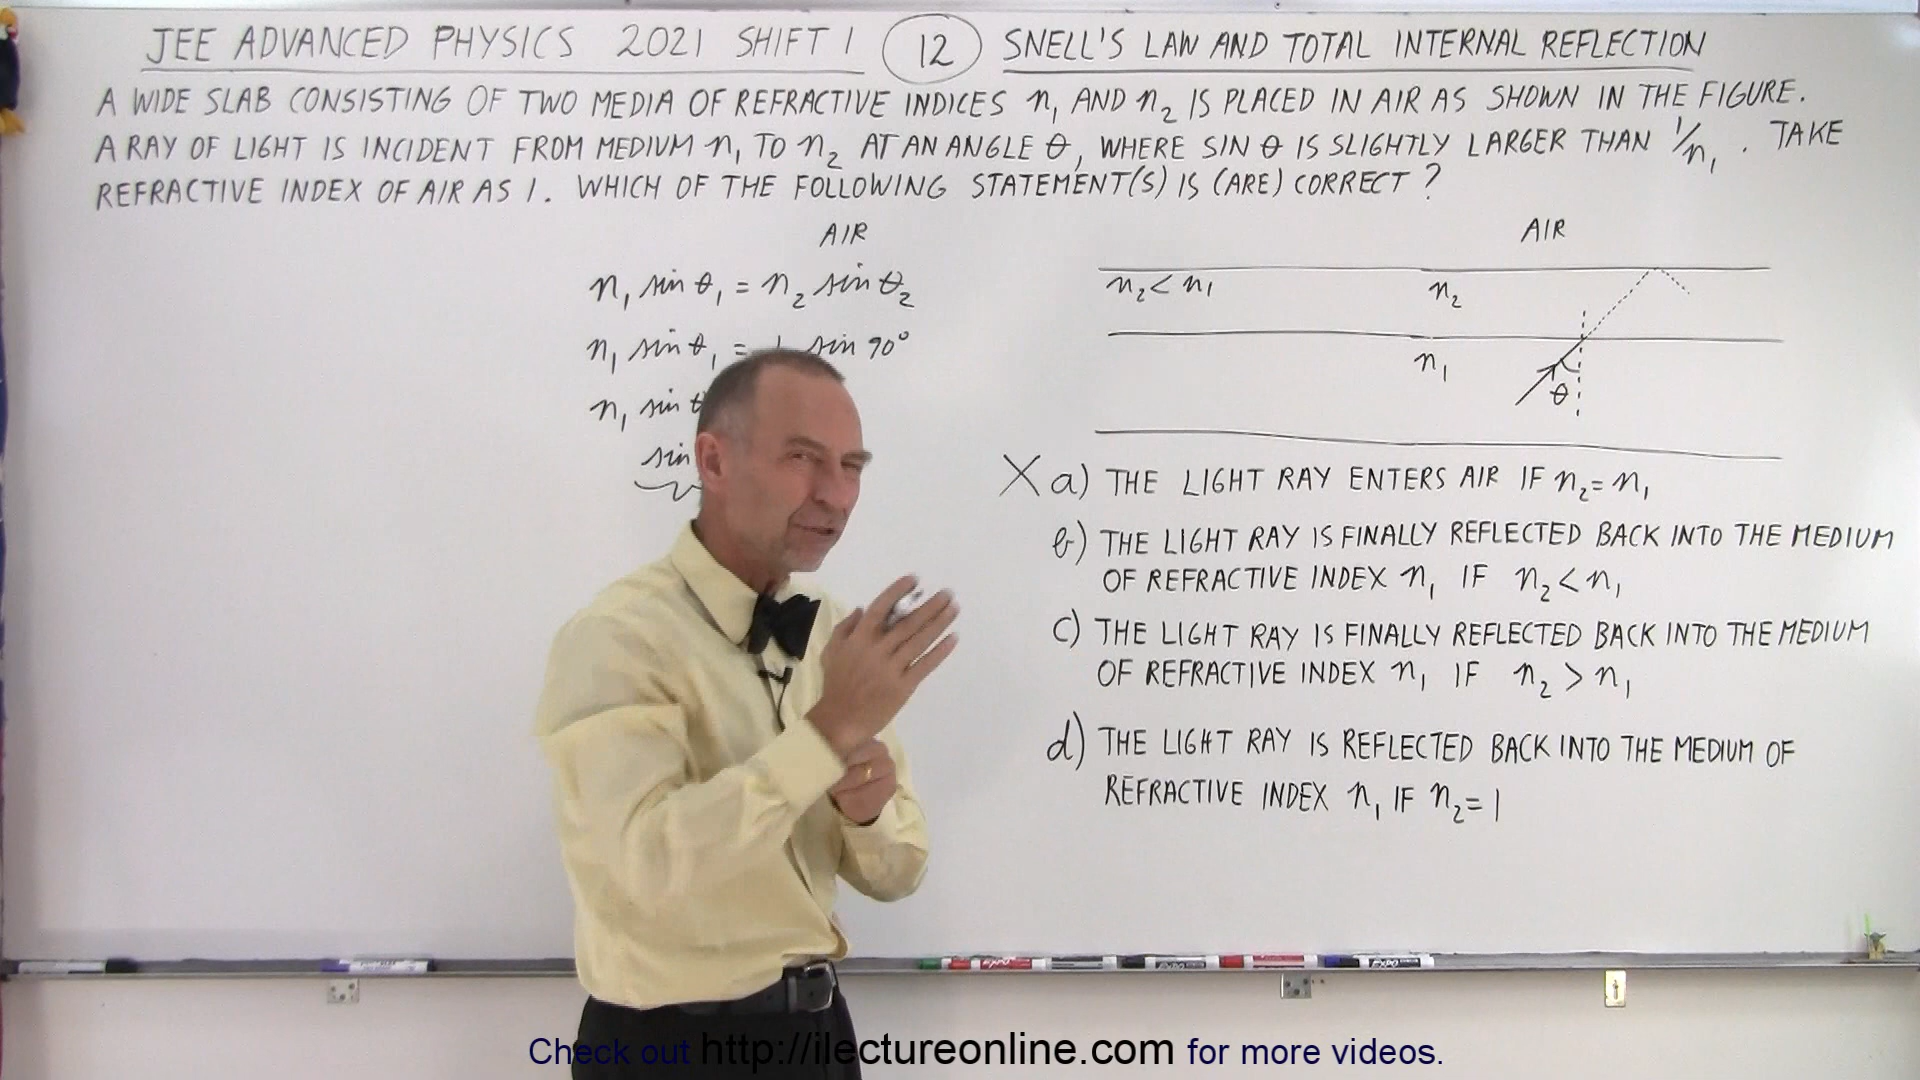 JEE ADVANCED PHYSICS 2021 SHIFT 1 12 SNELL'S LAW AND TOTAL INTERNAL REFLECTION
A WIDE SLAB CONSISTING OF TWO MEDIA OF REFRACTIVE INDICES n₁ AND n₂ IS PLACED IN AIR AS SHOWN IN THE FIGURE.
A RAY OF LIGHT IS INCIDENT FROM MEDIUM n₁ TO n₂ AT AN ANGLE θ, WHERE SIN θ IS SLIGHTLY LARGER THAN 1/n₁. TAKE
REFRACTIVE INDEX OF AIR AS 1. WHICH OF THE FOLLOWING STATEMENT(S) IS (ARE) CORRECT?
AIR
n₁ sin θ₁ = n₂ sin θ₂
n₁ sin θ₁ = sin 90°
n₁ sin
sin
AIR
n₂ < n₁ n₂
n₁
θ
X a) THE LIGHT RAY ENTERS AIR IF n₂ = n₁
b) THE LIGHT RAY IS FINALLY REFLECTED BACK INTO THE MEDIUM
OF REFRACTIVE INDEX n₁ IF n₂ < n₁
c) THE LIGHT RAY IS FINALLY REFLECTED BACK INTO THE MEDIUM
OF REFRACTIVE INDEX n₁ IF n₂ > n₁
d) THE LIGHT RAY IS REFLECTED BACK INTO THE MEDIUM OF
REFRACTIVE INDEX n₁ IF n₂ = 1
Check out http://ilectureonline.com for more videos.